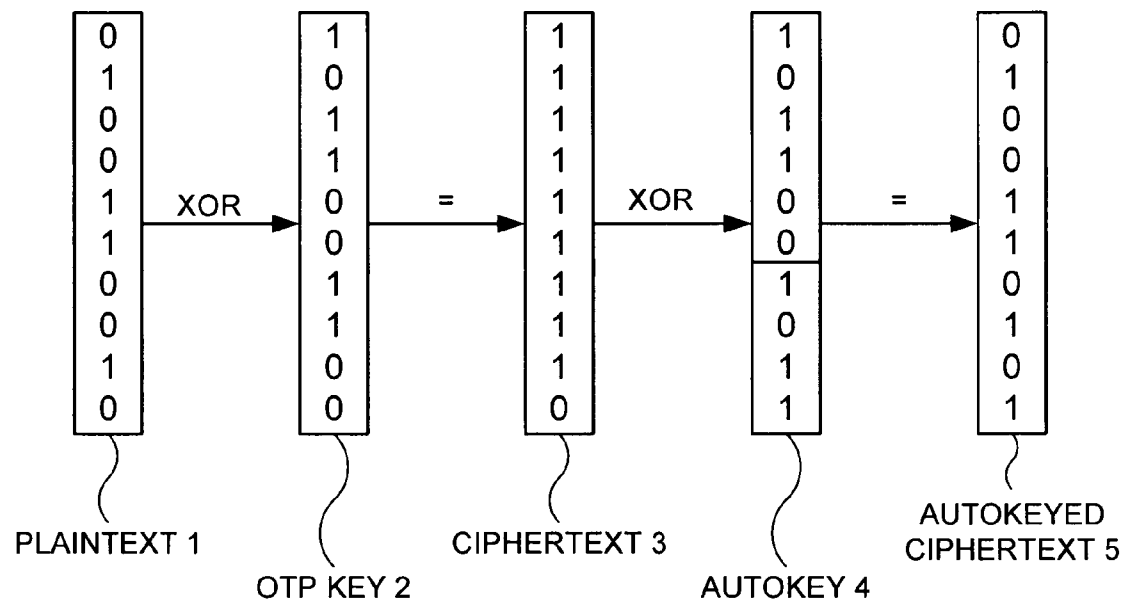 0 1 1 1 0
1 0 1 0 1
0 1 1 1 0
0 1 1 1 0
1 0 1 0 1
XOR = XOR =
1 0 1 0 1
0 1 1 1 0
0 1 1 0 1
1 0 1 1 0
0 0 0 1 1
PLAINTEXT 1
OTP KEY 2
CIPHERTEXT 3
AUTOKEY 4
AUTOKEYED
CIPHERTEXT 5